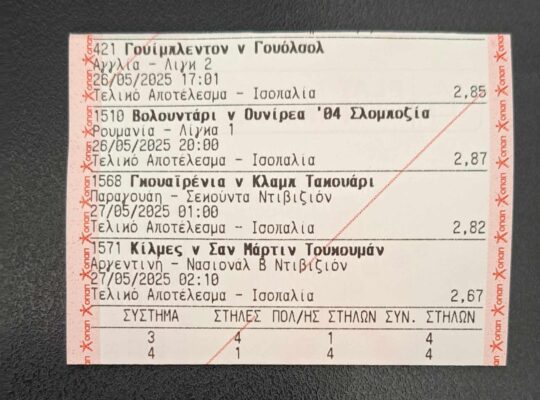 421 Γουίμπλεντον v Γουόλσολ
Αγγλία - Λιγκ 2
26/05/2025 17:01
Τελικό Αποτέλεσμα - Ισοπαλία 2,85
1510 Βολουντάρι v Ουνίρεα '04 Σλομποζία
Ρουμανία - Λίγκα 1
26/05/2025 20:00
Τελικό Αποτέλεσμα - Ισοπαλία 2,87
1568 Γκουαϊρένια v Κλαμπ Τακουάρι
Παραγουάη - Σεκούντα Ντιβιζιόν
27/05/2025 01:00
Τελικό Αποτέλεσμα - Ισοπαλία 2,82
1571 Κίλμες v Σαν Μάρτιν Τουκουμάν
Αργεντινή - Νασιοναλ Β Ντιβιζιόν
27/05/2025 02:10
Τελικό Αποτέλεσμα - Ισοπαλία 2,67
ΣΥΣΤΗΜΑ ΣΤΗΛΕΣ ΠΟΛ/ΗΣ ΣΤΗΛΩΝ ΣΥΝ. ΣΤΗΛΩΝ
3 4 1 4
4 1 4 4
οπαπ